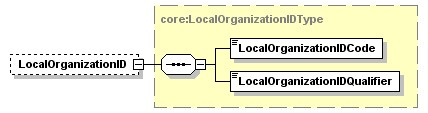 core:LocalOrganizationIDType
LocalOrganizationID
LocalOrganizationIDCode
LocalOrganizationIDQualifier